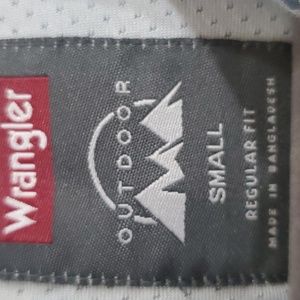 Wrangler
OUTDOOR
SMALL
REGULAR FIT
MADE IN BANGLADESH